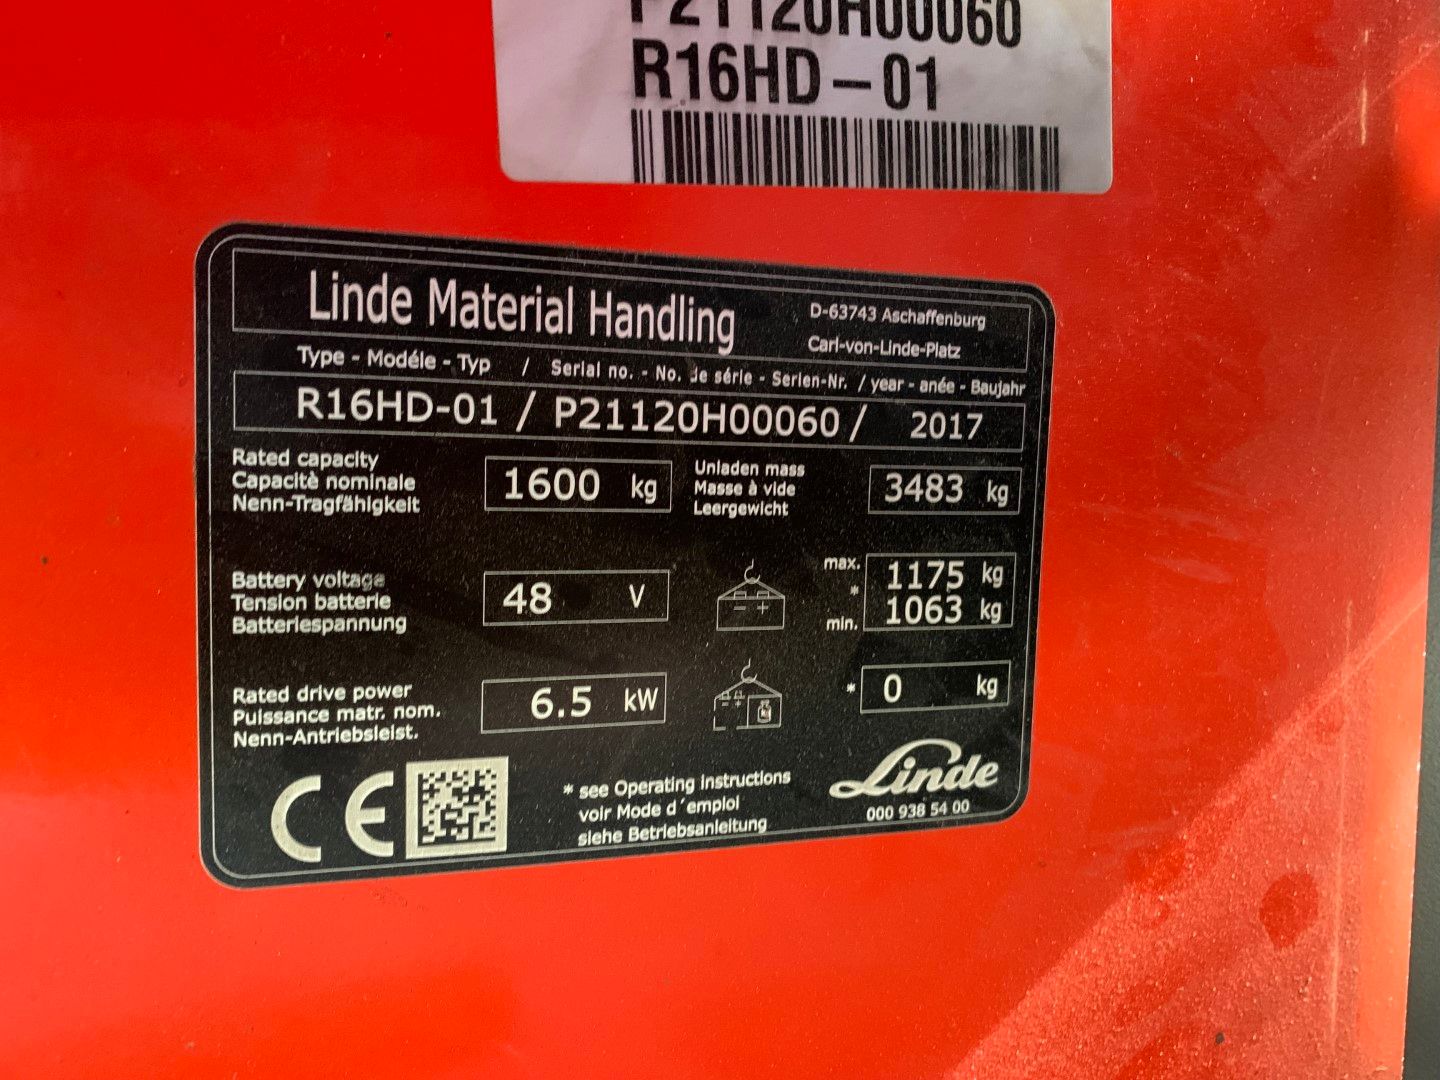 P21120H00060
R16HD-01
Linde Material Handling
D-63743 Aschaffenburg
Carl-von-Linde-Platz
Type - Modéle - Typ / Serial no. - No. de série - Serien-Nr. / year - anée - Baujahr
R16HD-01 / P21120H00060 / 2017
Rated capacity
Capacitè nominale
Nenn-Tragfähigkeit
1600 kg
Unladen mass
Masse à vide
Leergewicht
3483 kg
Battery voltage
Tension batterie
Batteriespannung
48 V
- +
max.
*
min.
1175 kg
1063 kg
Rated drive power
Puissance matr. nom.
Nenn-Antriebsleist.
6.5 kW
- +
kg
* 0 kg
CE
* see Operating instructions
voir Mode d´emploi
siehe Betriebsanleitung
Linde
000 938 54 00